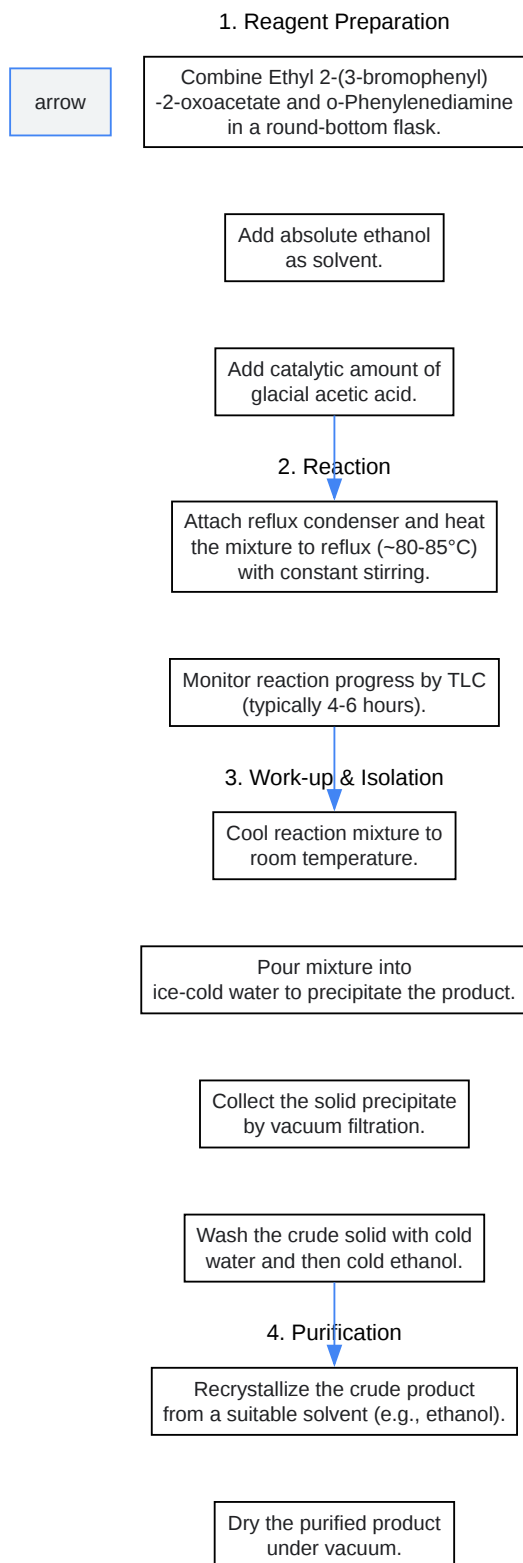 1. Reagent Preparation
arrow
Combine Ethyl 2-(3-bromophenyl)
-2-oxoacetate and o-Phenylenediamine
in a round-bottom flask.
Add absolute ethanol
as solvent.
Add catalytic amount of
glacial acetic acid.
2. Reaction
Attach reflux condenser and heat
the mixture to reflux (~80-85°C)
with constant stirring.
Monitor reaction progress by TLC
(typically 4-6 hours).
3. Work-up & Isolation
Cool reaction mixture to
room temperature.
Pour mixture into
ice-cold water to precipitate the product.
Collect the solid precipitate
by vacuum filtration.
Wash the crude solid with cold
water and then cold ethanol.
4. Purification
Recrystallize the crude product
from a suitable solvent (e.g., ethanol).
Dry the purified product
under vacuum.